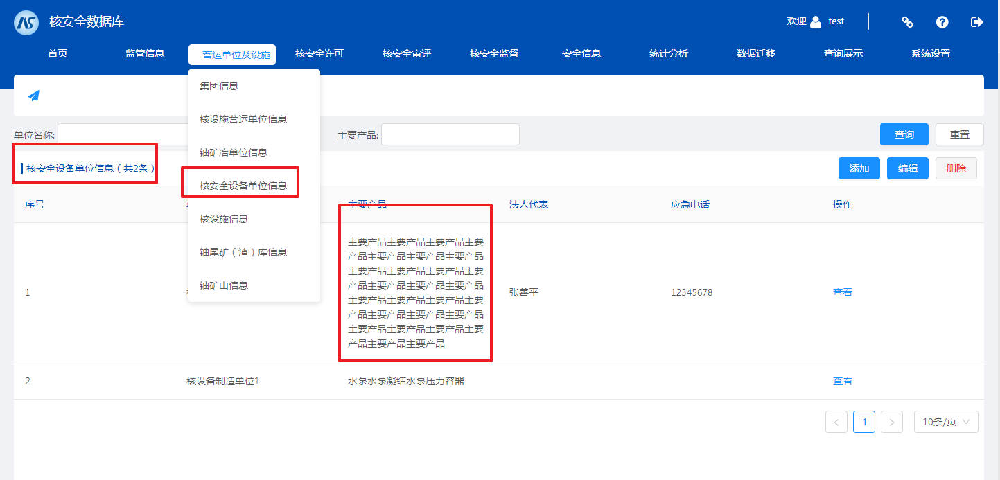 核安全数据库
欢迎 test
首页 监管信息 营运单位及设施 核安全许可 核安全审评 核安全监督 安全信息 统计分析 数据迁移 查询展示 系统设置
集团信息
核设施营运单位信息
铀矿冶单位信息
核安全设备单位信息
核设施信息
铀尾矿（渣）库信息
铀矿山信息
单位名称: 主要产品: 查询 重置
核安全设备单位信息（共2条） 添加 编辑 删除
序号 主要产品 法人代表 应急电话 操作
主要产品主要产品主要产品主要
产品主要产品主要产品主要产品
主要产品主要产品主要产品主要
产品主要产品主要产品主要产品
主要产品主要产品主要产品主要
产品主要产品主要产品主要产品
主要产品主要产品主要产品主要
产品主要产品主要产品
1 张善平 12345678 查看
2 核设备制造单位1 水泵水泵凝结水泵压力容器 查看
< 1 > 10条/页